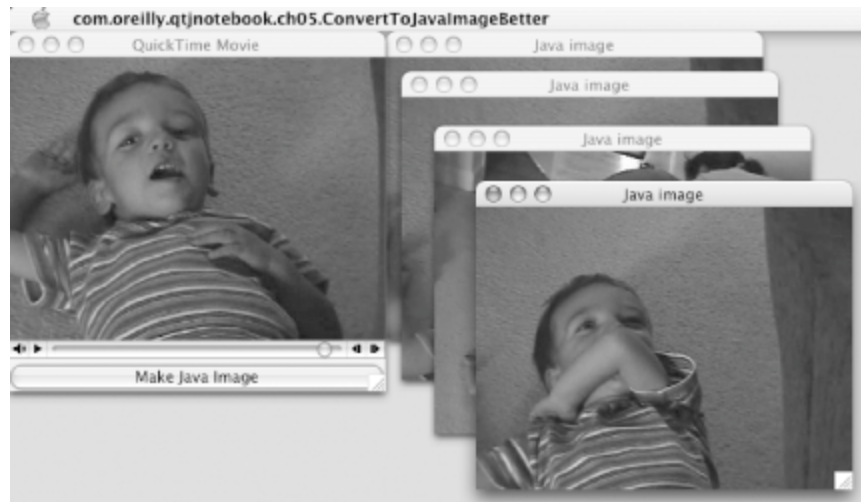 com.oreilly.qtjnotebook.ch05.ConvertToJavaImageBetter
QuickTime Movie
Java image
Java image
Java image
Java image
Make Java Image